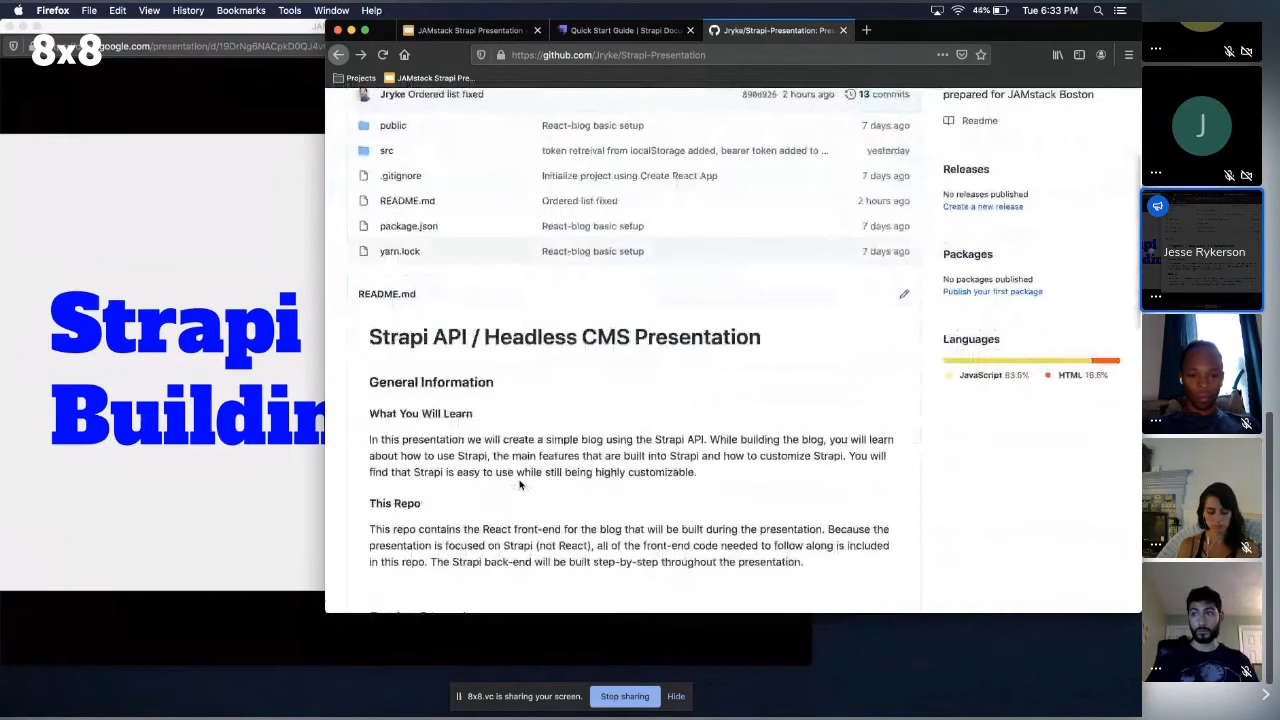 Firefox File Edit View History Bookmarks Tools Window Help
44% Tue 6:33 PM
8x8
google.com/presentation/d/19DrNg6NACpkD0QJ4v
JAMstack Strapi Presentation
Quick Start Guide | Strapi Docu
Jryke/Strapi-Presentation: Pres
https://github.com/Jryke/Strapi-Presentation
Projects
JAMstack Strapi Pre...
Jryke Ordered list fixed
2 hours ago
13 commits
prepared for JAMstack Boston
Readme
public React-blog basic setup 7 days ago
src token retreival from localStorage added, bearer token added to ... yesterday
.gitignore Initialize project using Create React App 7 days ago
README.md Ordered list fixed 2 hours ago
package.json React-blog basic setup 7 days ago
yarn.lock React-blog basic setup 7 days ago
Releases
No releases published
Create a new release
Packages
No packages published
Publish your first package
Languages
JavaScript 83.5% HTML 16.5%
README.md
Strapi API / Headless CMS Presentation
General Information
What You Will Learn
In this presentation we will create a simple blog using the Strapi API. While building the blog, you will learn
about how to use Strapi, the main features that are built into Strapi and how to customize Strapi. You will
find that Strapi is easy to use while still being highly customizable.
This Repo
This repo contains the React front-end for the blog that will be built during the presentation. Because the
presentation is focused on Strapi (not React), all of the front-end code needed to follow along is included
in this repo. The Strapi back-end will be built step-by-step throughout the presentation.
Strapi
Buildin
8x8.vc is sharing your screen.
Stop sharing
Hide
J
Jesse Rykerson